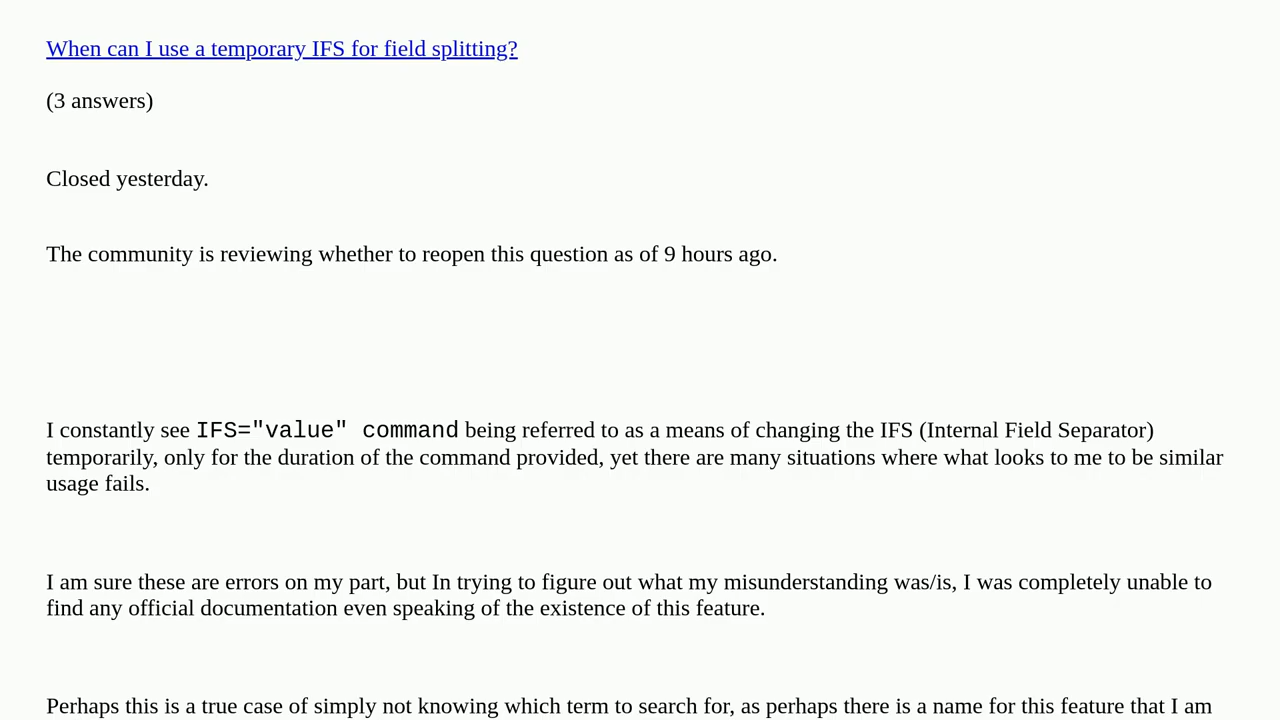 When can I use a temporary IFS for field splitting?
(3 answers)
Closed yesterday.
The community is reviewing whether to reopen this question as of 9 hours ago.
I constantly see IFS="value" command being referred to as a means of changing the IFS (Internal Field Separator)
temporarily, only for the duration of the command provided, yet there are many situations where what looks to me to be similar
usage fails.
I am sure these are errors on my part, but In trying to figure out what my misunderstanding was/is, I was completely unable to
find any official documentation even speaking of the existence of this feature.
Perhaps this is a true case of simply not knowing which term to search for, as perhaps there is a name for this feature that I am